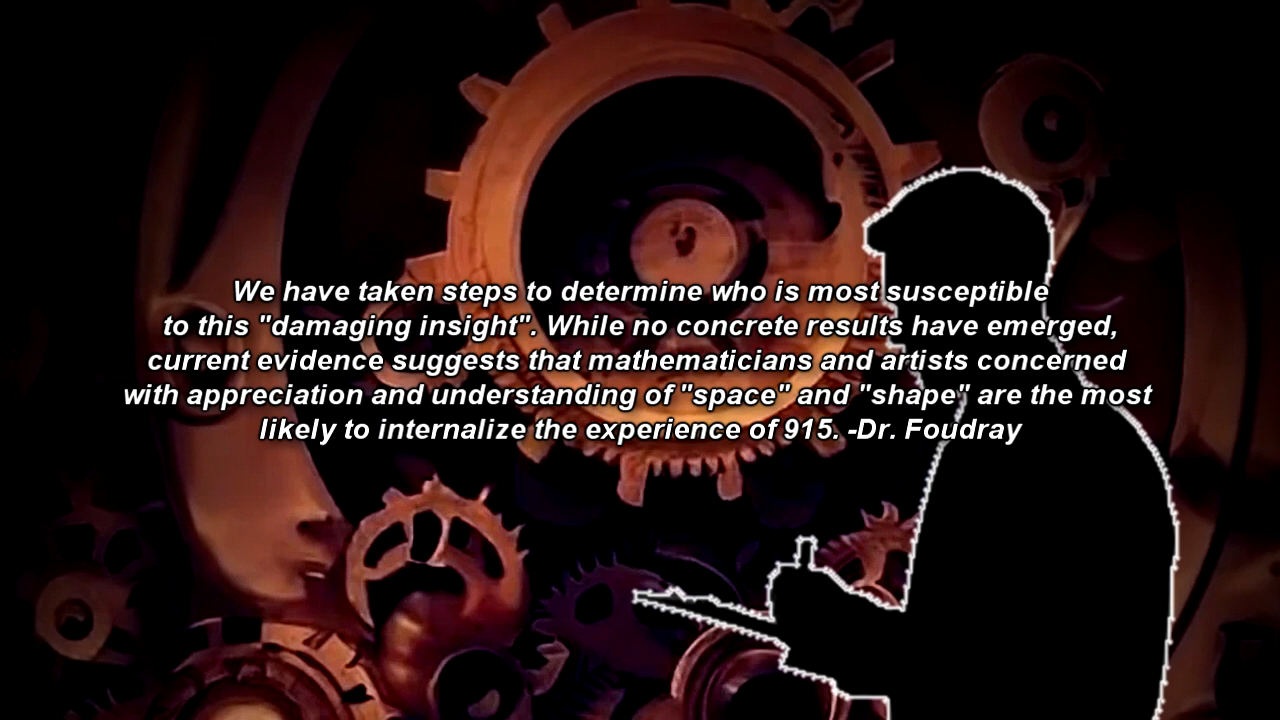 We have taken steps to determine who is most susceptible
to this "damaging insight". While no concrete results have emerged,
current evidence suggests that mathematicians and artists concerned
with appreciation and understanding of "space" and "shape" are the most
likely to internalize the experience of 915. -Dr. Foudray